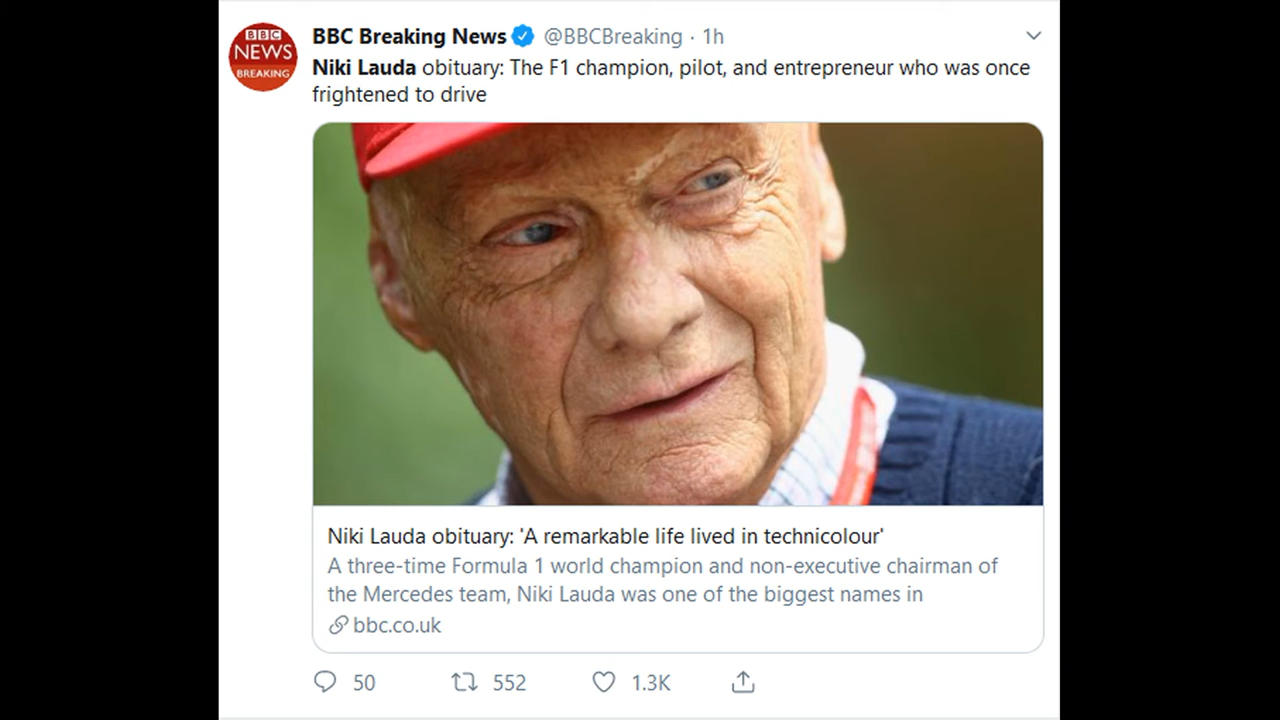 BBC
NEWS
BREAKING
BBC Breaking News @BBCBreaking · 1h
Niki Lauda obituary: The F1 champion, pilot, and entrepreneur who was once
frightened to drive
Niki Lauda obituary: 'A remarkable life lived in technicolour'
A three-time Formula 1 world champion and non-executive chairman of
the Mercedes team, Niki Lauda was one of the biggest names in
bbc.co.uk
50 552 1.3K